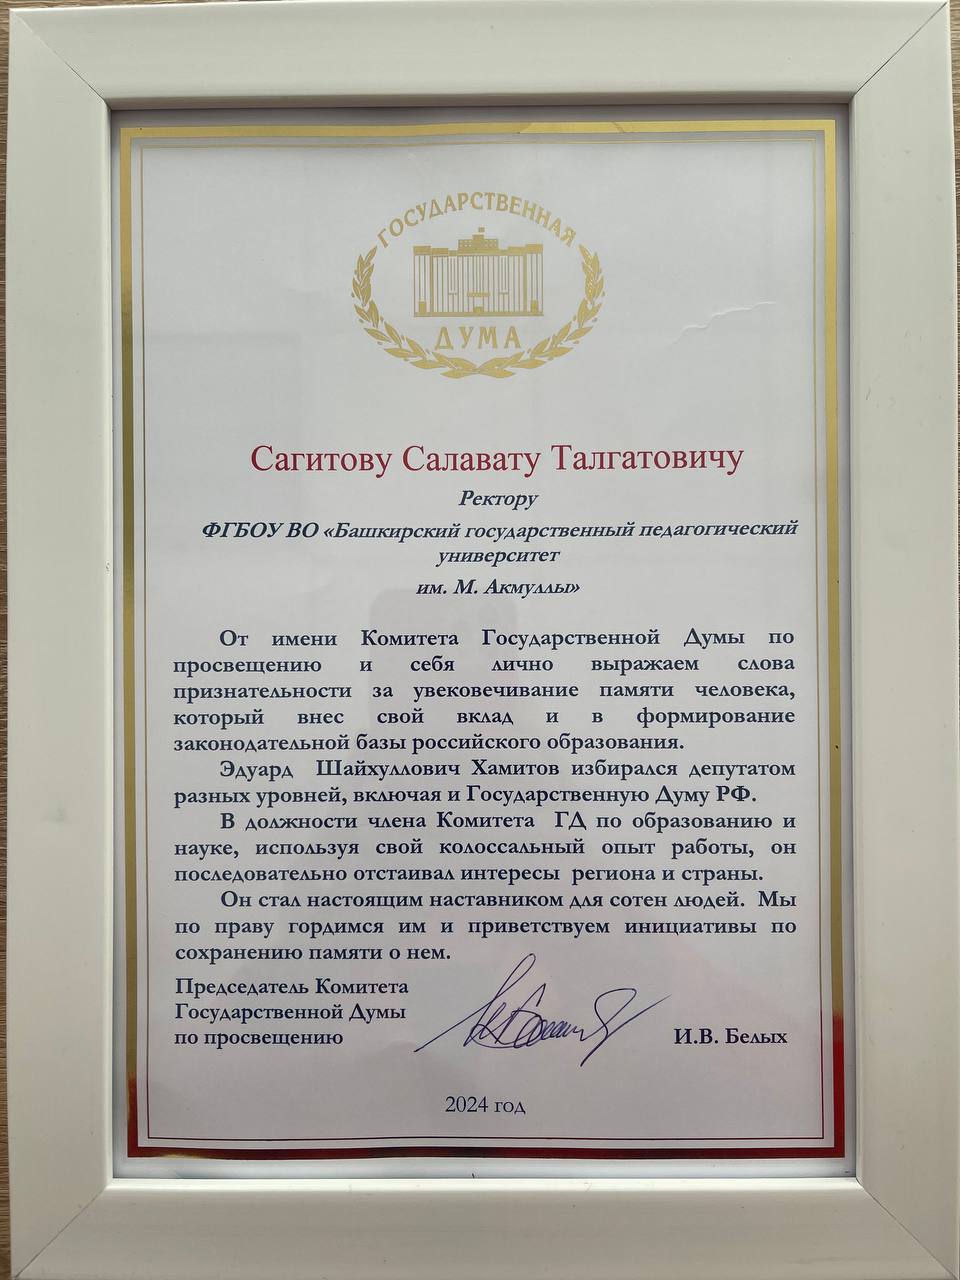 ГОСУДАРСТВЕННАЯ
ДУМА
Сагитову Салавату Талгатовичу
Ректору
ФГБОУ ВО «Башкирский государственный педагогический
университет
им. М. Акмуллы»
От имени Комитета Государственной Думы по
просвещению и себя лично выражаем слова
признательности за увековечивание памяти человека,
который внес свой вклад и в формирование
законодательной базы российского образования.
Эдуард Шайхуллович Хамитов избирался депутатом
разных уровней, включая и Государственную Думу РФ.
В должности члена Комитета ГД по образованию и
науке, используя свой колоссальный опыт работы, он
последовательно отстаивал интересы региона и страны.
Он стал настоящим наставником для сотен людей. Мы
по праву гордимся им и приветствуем инициативы по
сохранению памяти о нем.
Председатель Комитета
Государственной Думы
по просвещению
И.В. Белых
2024 год